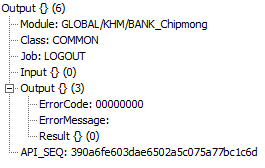 Output {} (6)
Module: GLOBAL/KHM/BANK_Chipmong
Class: COMMON
Job: LOGOUT
Input {} (0)
Output {} (3)
ErrorCode: 00000000
ErrorMessage:
Result {} (0)
API_SEQ: 390a6fe603dae6502a5c075a77bc1c6d